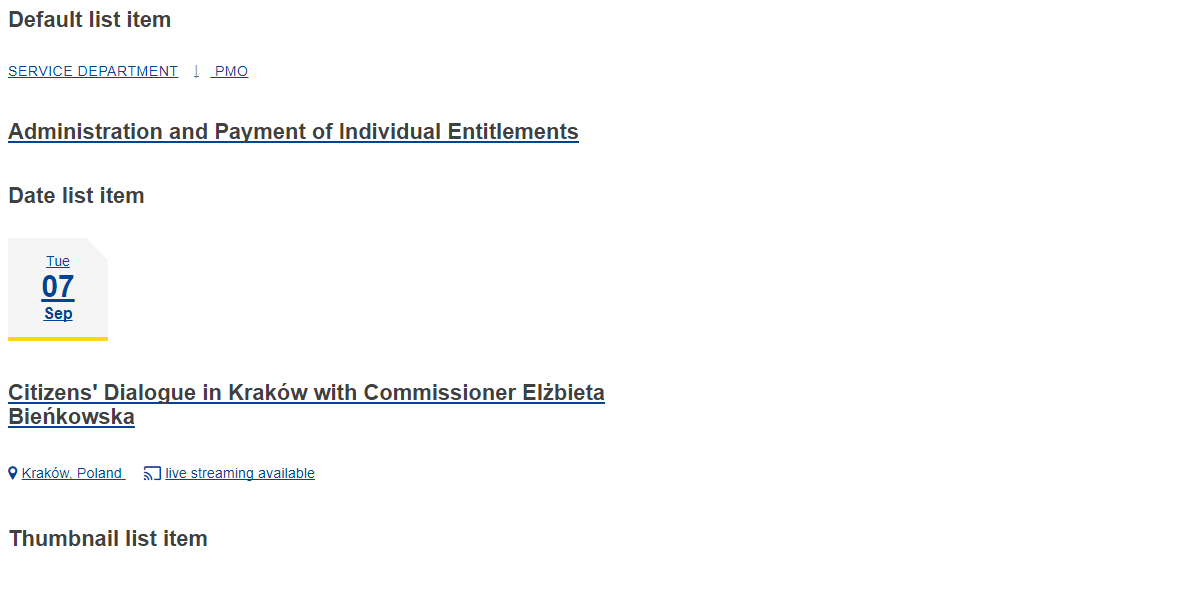 Default list item
SERVICE DEPARTMENT PMO
Administration and Payment of Individual Entitlements
Date list item
Tue
07
Sep
Citizens' Dialogue in Kraków with Commissioner Elżbieta
Bieńkowska
Kraków, Poland live streaming available
Thumbnail list item